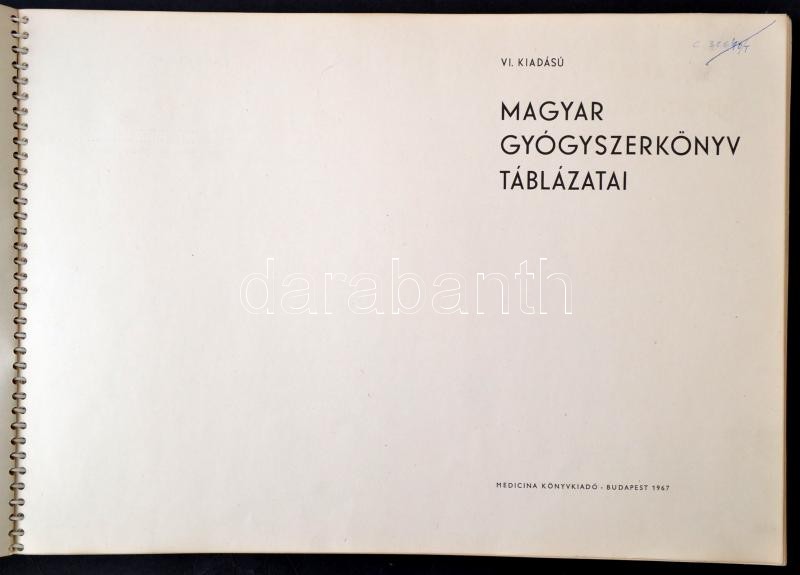 VI. KIADÁSÚ
MAGYAR
GYÓGYSZERKÖNYV
TÁBLÁZATAI
darabanth
MEDICINA KÖNYVKIADÓ • BUDAPEST 1967